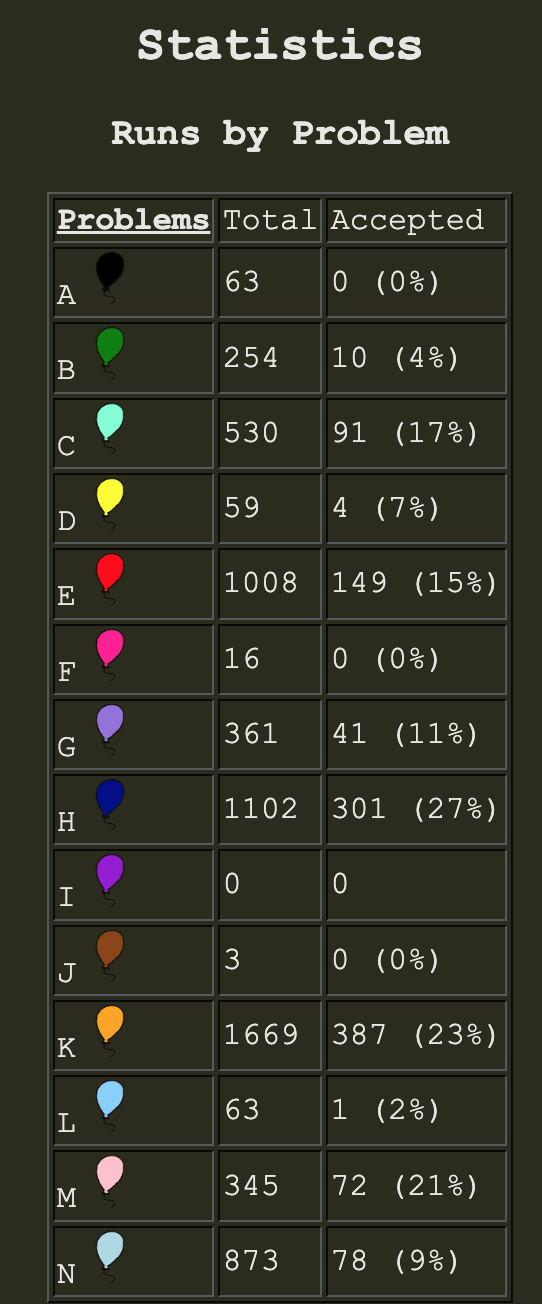 Statistics
Runs by Problem
Problems Total Accepted
A 63 0 (0%)
B 254 10 (4%)
C 530 91 (17%)
D 59 4 (7%)
E 1008 149 (15%)
F 16 0 (0%)
G 361 41 (11%)
H 1102 301 (27%)
I 0 0
J 3 0 (0%)
K 1669 387 (23%)
L 63 1 (2%)
M 345 72 (21%)
N 873 78 (9%)